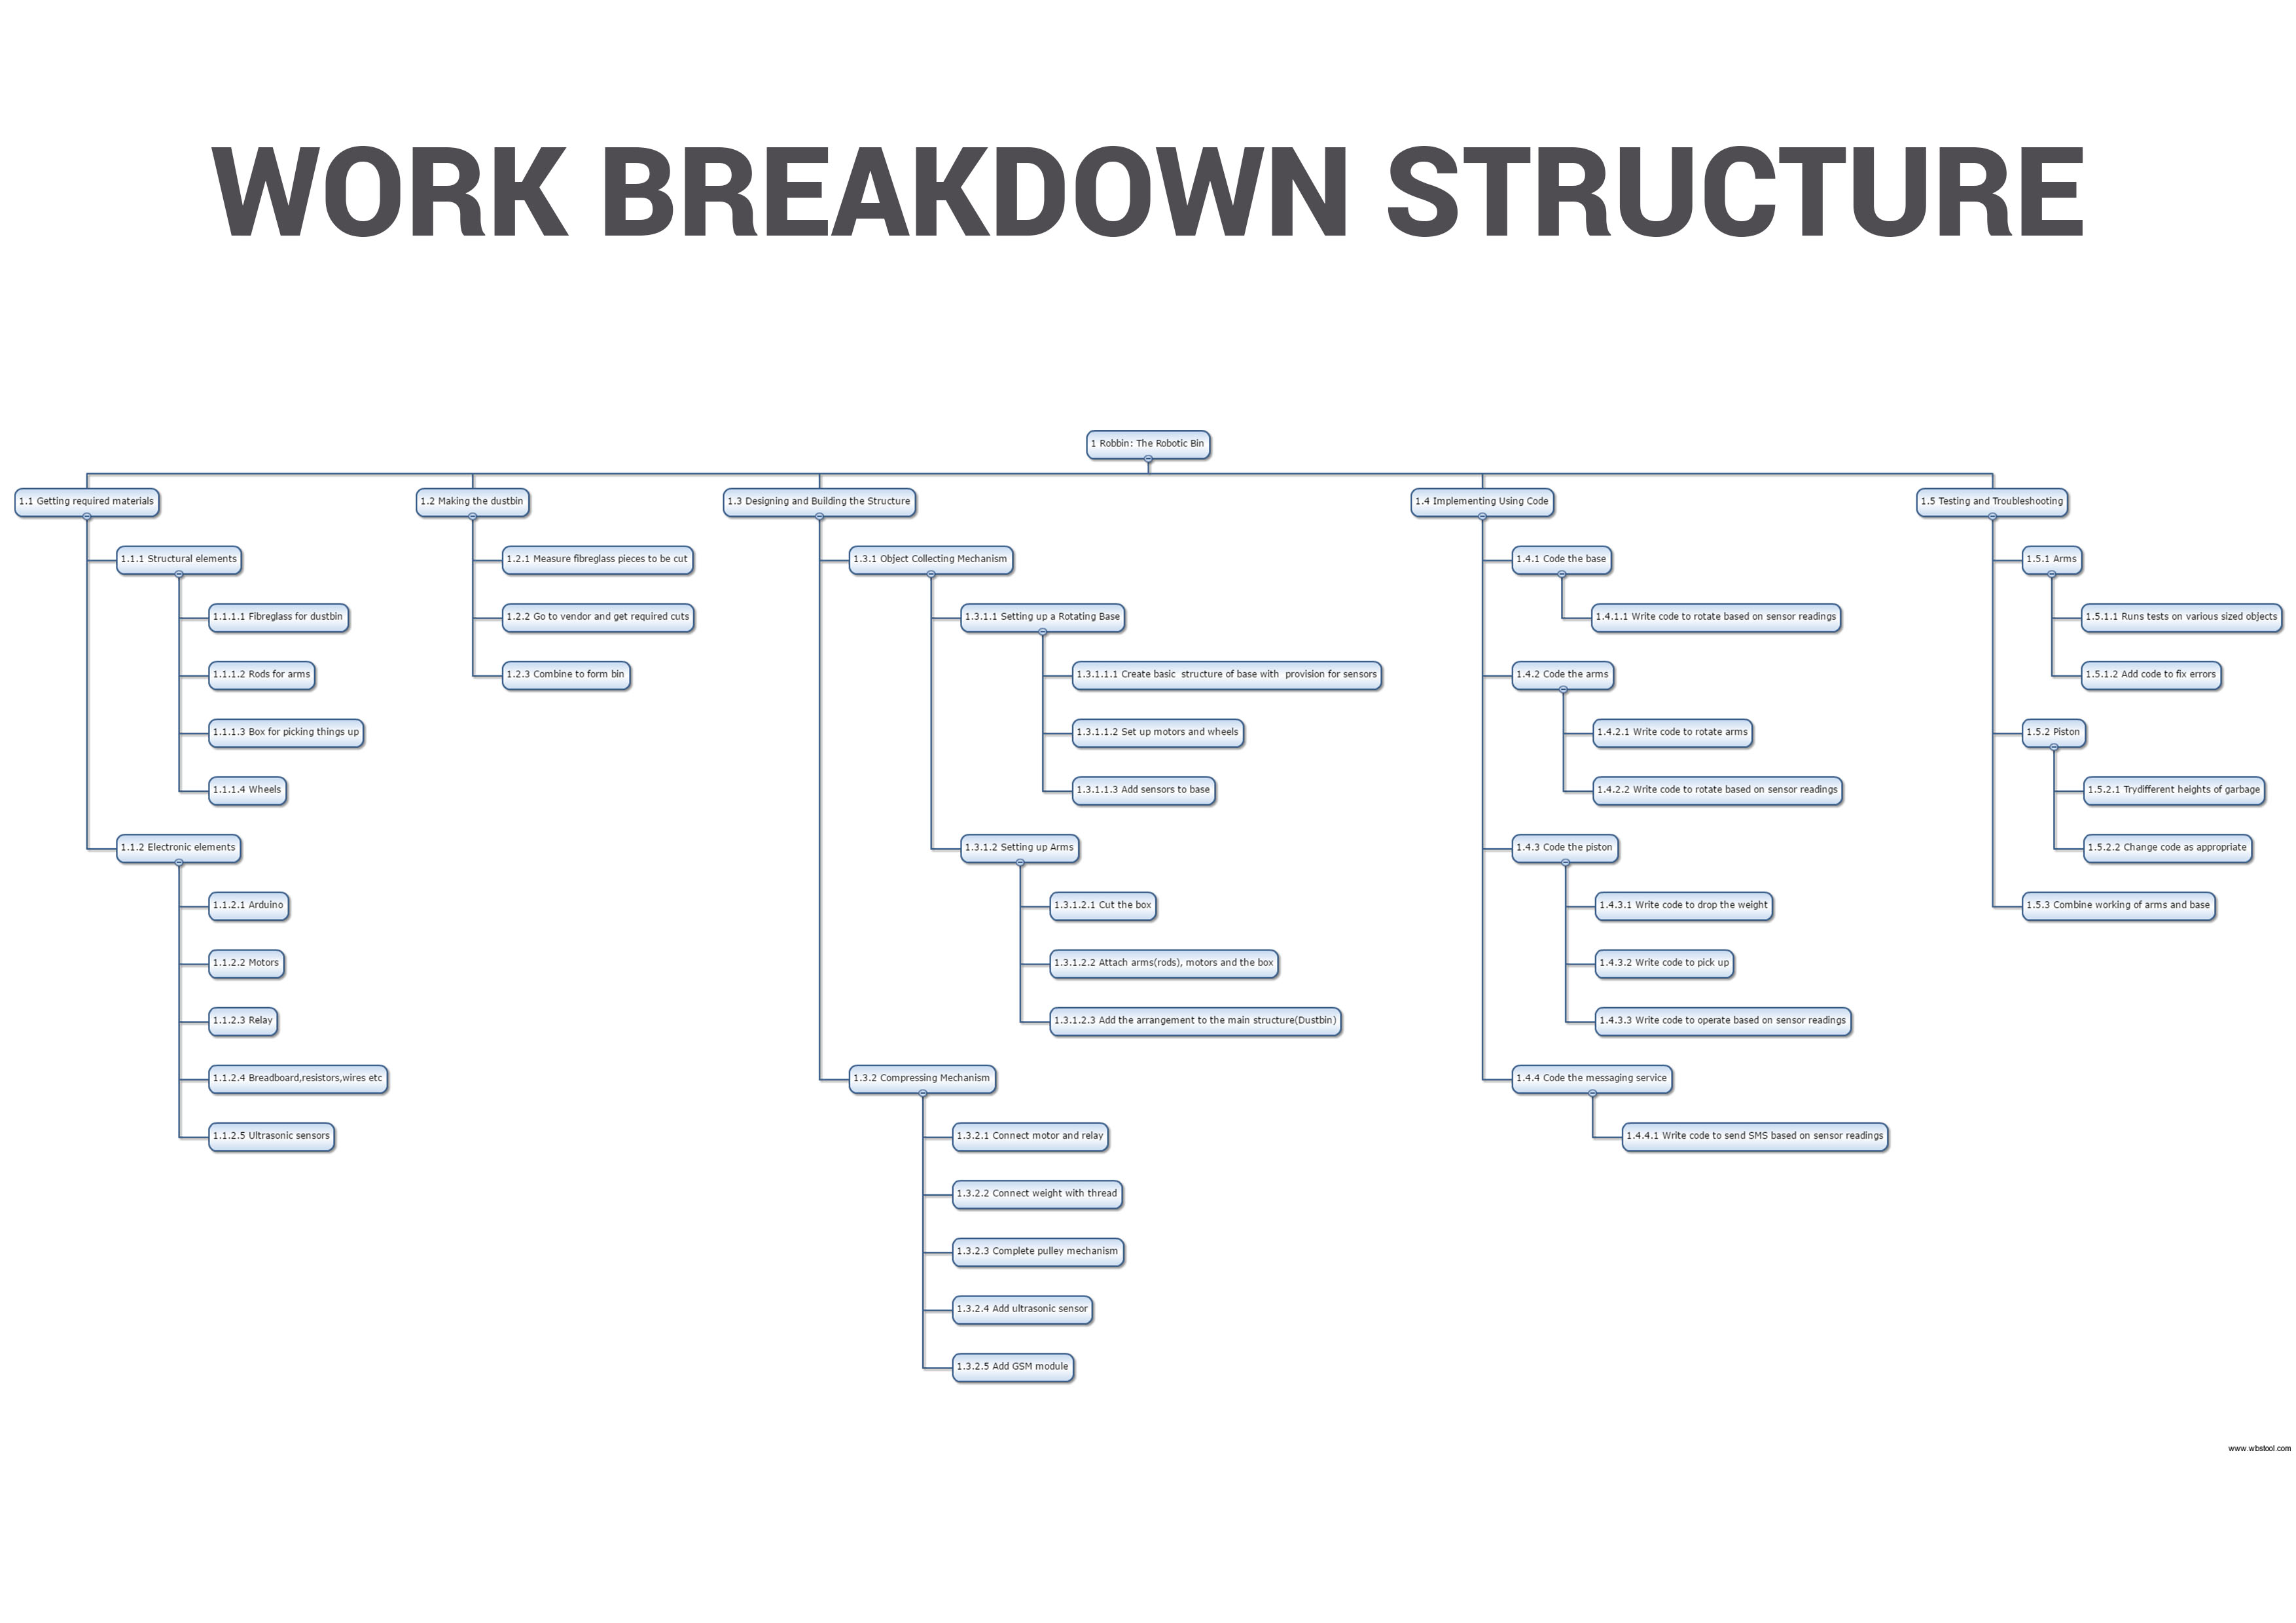 WORK BREAKDOWN STRUCTURE
1 Robbin: The Robotic Bin
1.1 Getting required materials
1.1.1 Structural elements
1.1.1.1 Fibreglass for dustbin
1.1.1.2 Rods for arms
1.1.1.3 Box for picking things up
1.1.1.4 Wheels
1.1.2 Electronic elements
1.1.2.1 Arduino
1.1.2.2 Motors
1.1.2.3 Relay
1.1.2.4 Breadboard,resistors,wires etc
1.1.2.5 Ultrasonic sensors
1.2 Making the dustbin
1.2.1 Measure fibreglass pieces to be cut
1.2.2 Go to vendor and get required cuts
1.2.3 Combine to form bin
1.3 Designing and Building the Structure
1.3.1 Object Collecting Mechanism
1.3.1.1 Setting up a Rotating Base
1.3.1.1.1 Create basic  structure of base with  provision for sensors
1.3.1.1.2 Set up motors and wheels
1.3.1.1.3 Add sensors to base
1.3.1.2 Setting up Arms
1.3.1.2.1 Cut the box
1.3.1.2.2 Attach arms(rods), motors and the box
1.3.1.2.3 Add the arrangement to the main structure(Dustbin)
1.3.2 Compressing Mechanism
1.3.2.1 Connect motor and relay
1.3.2.2 Connect weight with thread
1.3.2.3 Complete pulley mechanism
1.3.2.4 Add ultrasonic sensor
1.3.2.5 Add GSM module
1.4 Implementing Using Code
1.4.1 Code the base
1.4.1.1 Write code to rotate based on sensor readings
1.4.2 Code the arms
1.4.2.1 Write code to rotate arms
1.4.2.2 Write code to rotate based on sensor readings
1.4.3 Code the piston
1.4.3.1 Write code to drop the weight
1.4.3.2 Write code to pick up
1.4.3.3 Write code to operate based on sensor readings
1.4.4 Code the messaging service
1.4.4.1 Write code to send SMS based on sensor readings
1.5 Testing and Troubleshooting
1.5.1 Arms
1.5.1.1 Runs tests on various sized objects
1.5.1.2 Add code to fix errors
1.5.2 Piston
1.5.2.1 Trydifferent heights of garbage
1.5.2.2 Change code as appropriate
1.5.3 Combine working of arms and base
www.wbstool.com